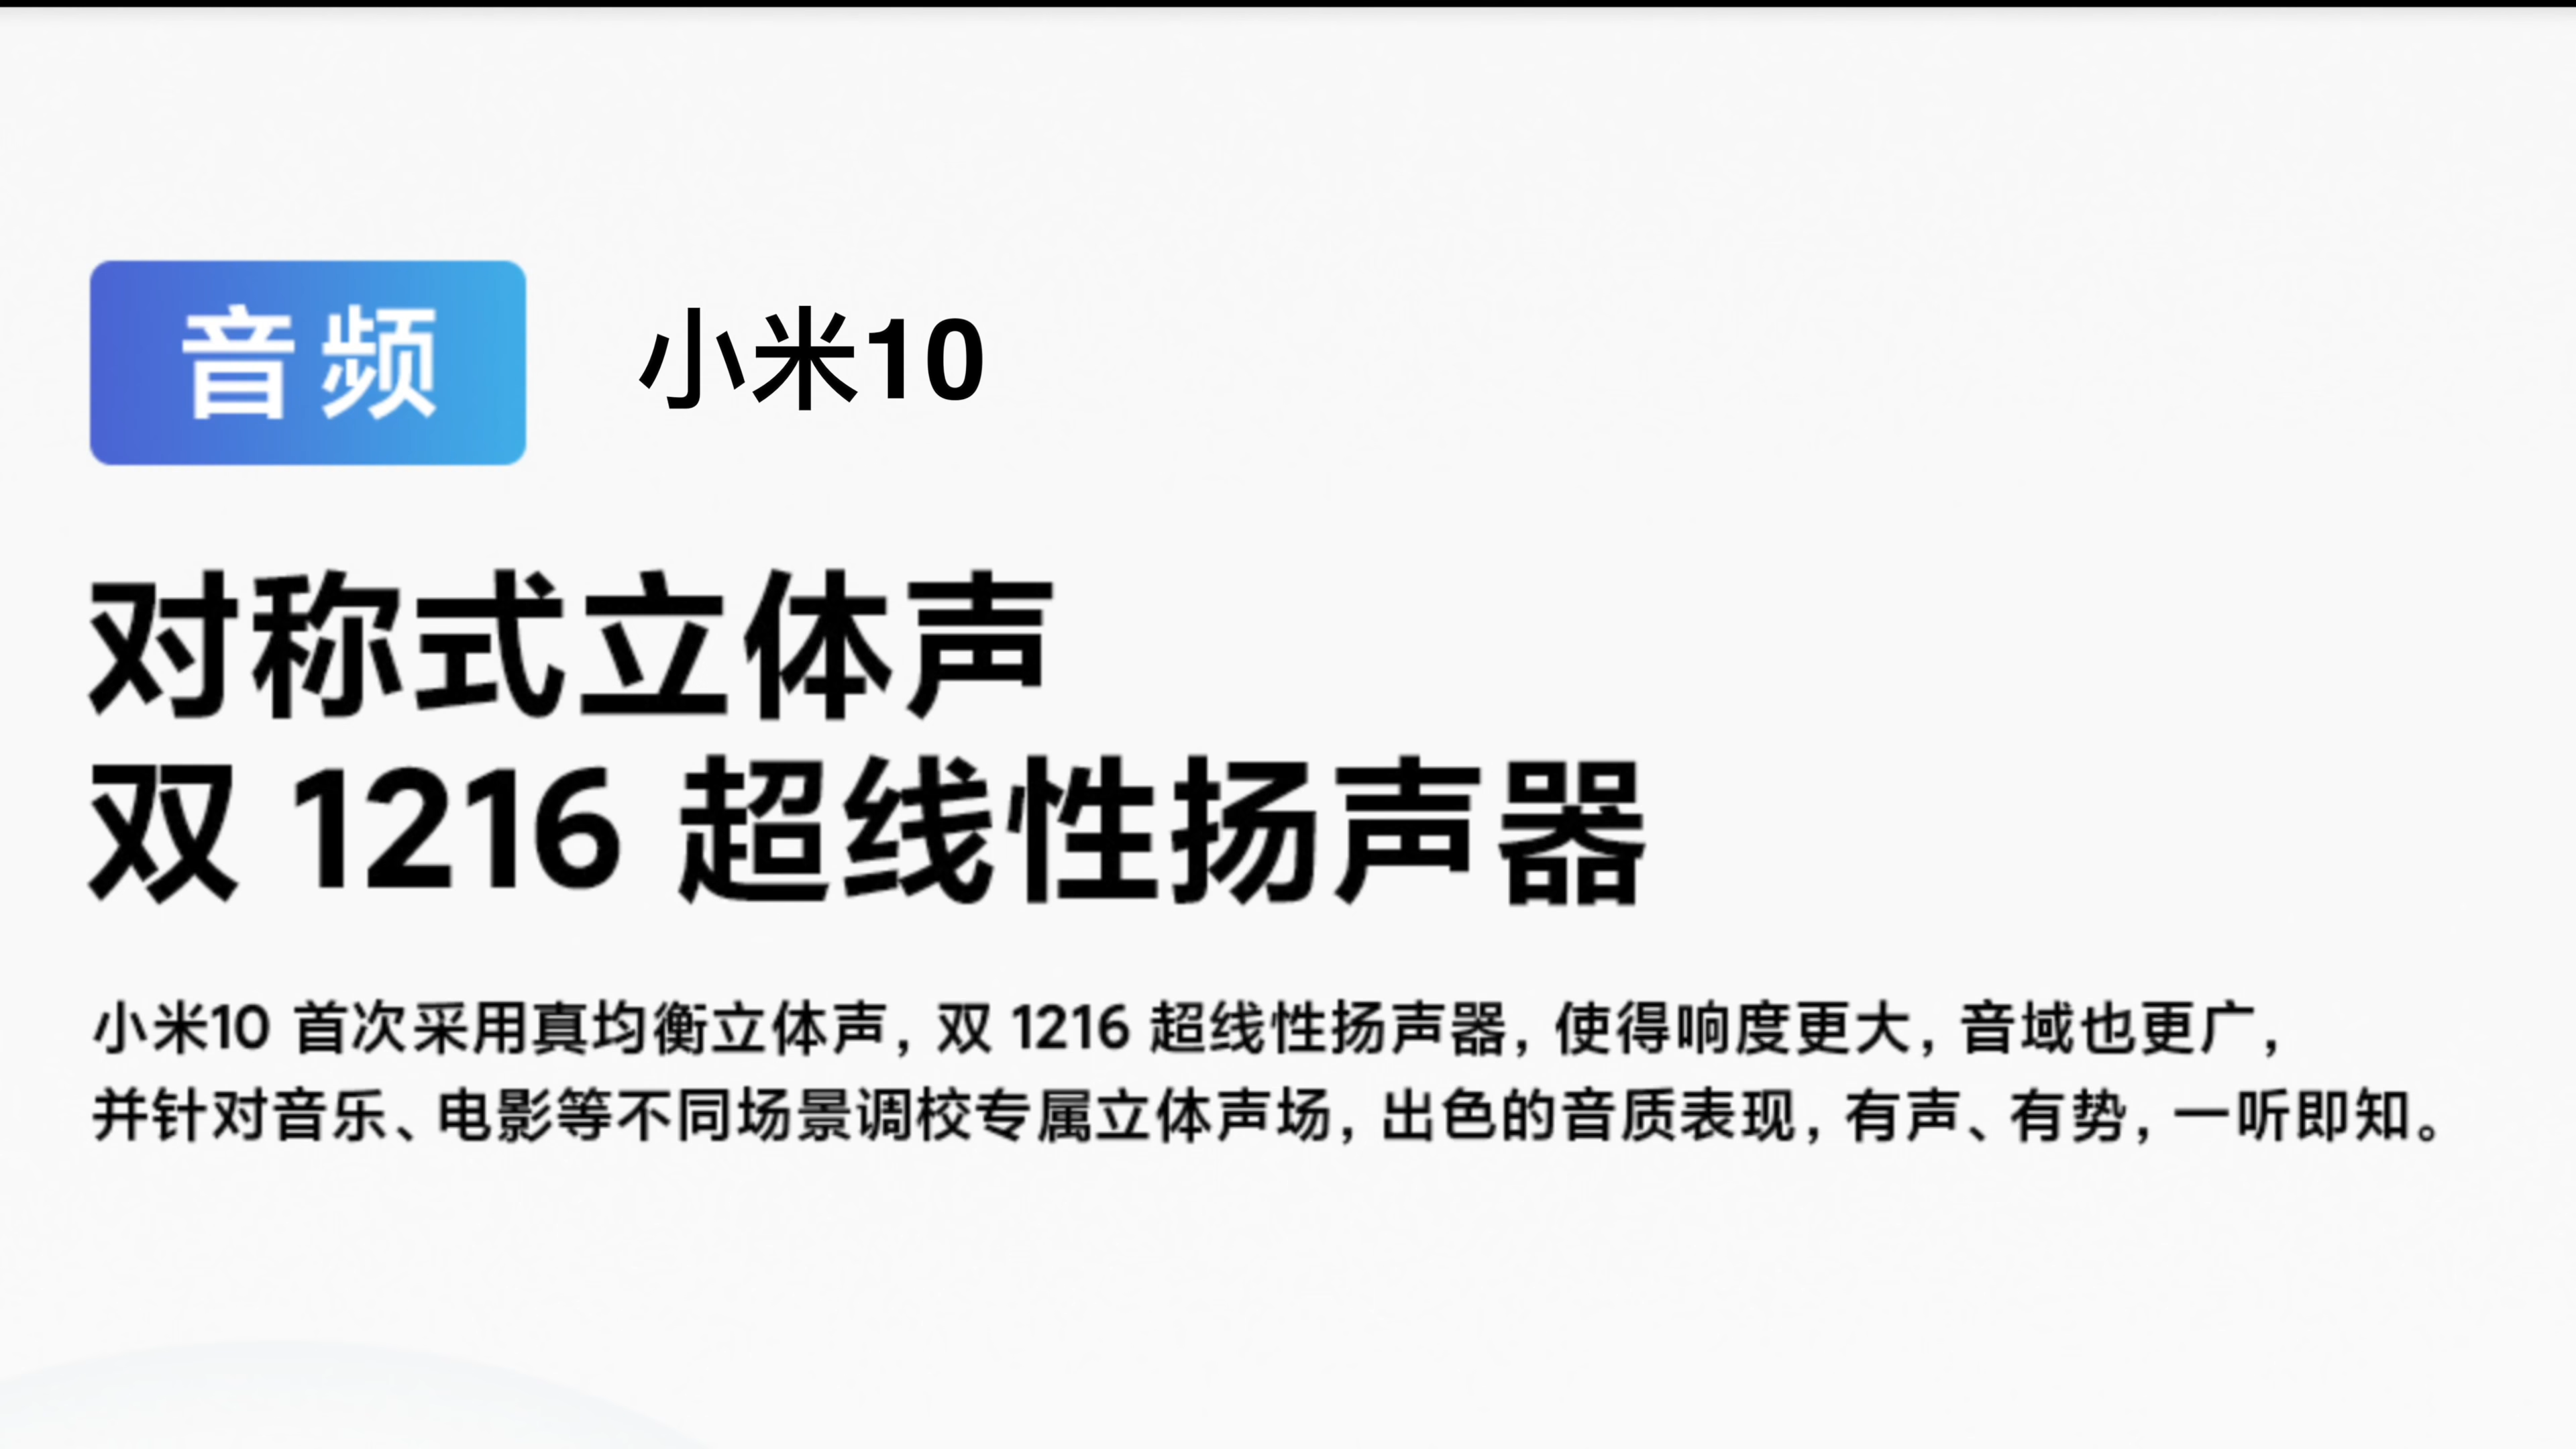 音频 小米10
对称式立体声
双 1216 超线性扬声器
小米10 首次采用真均衡立体声，双 1216 超线性扬声器，使得响度更大，音域也更广，
并针对音乐、电影等不同场景调校专属立体声场，出色的音质表现，有声、有势，一听即知。